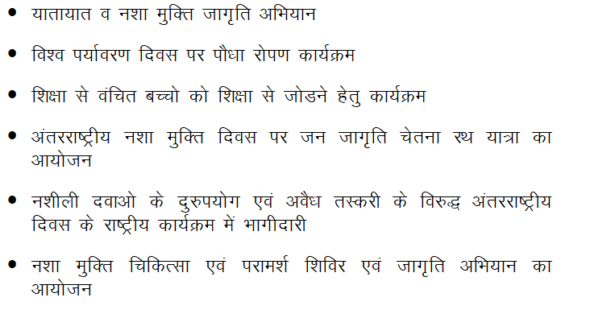 • यातायात व नशा मुक्ति जागृति अभियान
• विश्व पर्यावरण दिवस पर पौधा रोपण कार्यक्रम
• शिक्षा से वंचित बच्चो को शिक्षा से जोडने हेतु कार्यक्रम
• अंतरराष्ट्रीय नशा मुक्ति दिवस पर जन जागृति चेतना रथ यात्रा का
आयोजन
• नशीली दवाओ के दुरुपयोग एवं अवैध तस्करी के विरुद्ध अंतरराष्ट्रीय
दिवस के राष्ट्रीय कार्यक्रम में भागीदारी
• नशा मुक्ति चिकित्सा एवं परामर्श शिविर एवं जागृति अभियान का
आयोजन